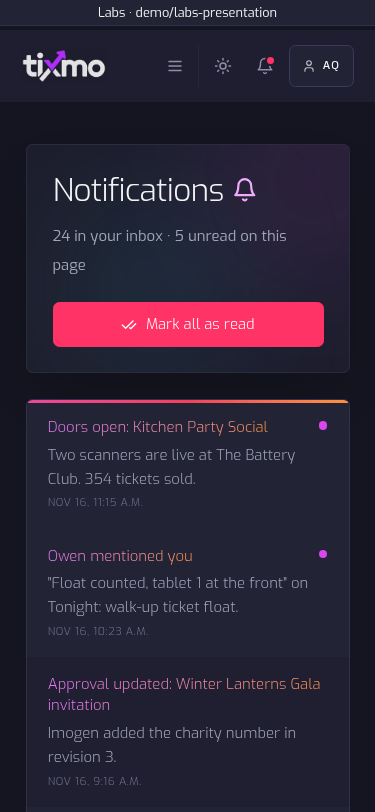 Labs · demo/labs-presentation
tixmo
AQ
Notifications
24 in your inbox · 5 unread on this
page
Mark all as read
Doors open: Kitchen Party Social
Two scanners are live at The Battery
Club. 354 tickets sold.
NOV 16, 11:15 A.M.
Owen mentioned you
"Float counted, tablet 1 at the front" on
Tonight: walk-up ticket float.
NOV 16, 10:23 A.M.
Approval updated: Winter Lanterns Gala
invitation
Imogen added the charity number in
revision 3.
NOV 16, 9:16 A.M.